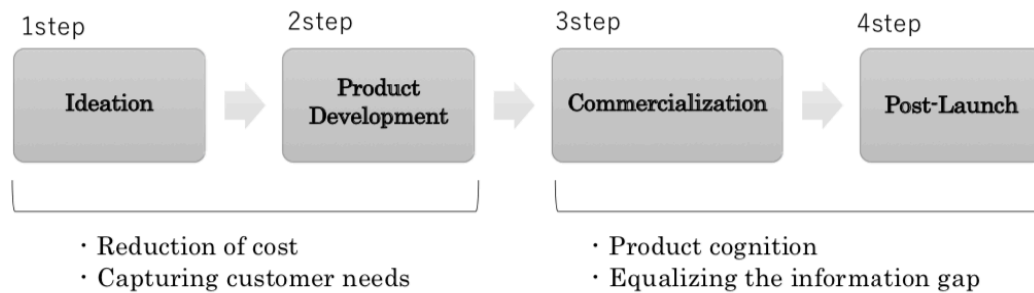 1step
2step
3step
4step
Ideation
Product
Development
Commercialization
Post-Launch
・Reduction of cost
・Capturing customer needs
・Product cognition
・Equalizing the information gap